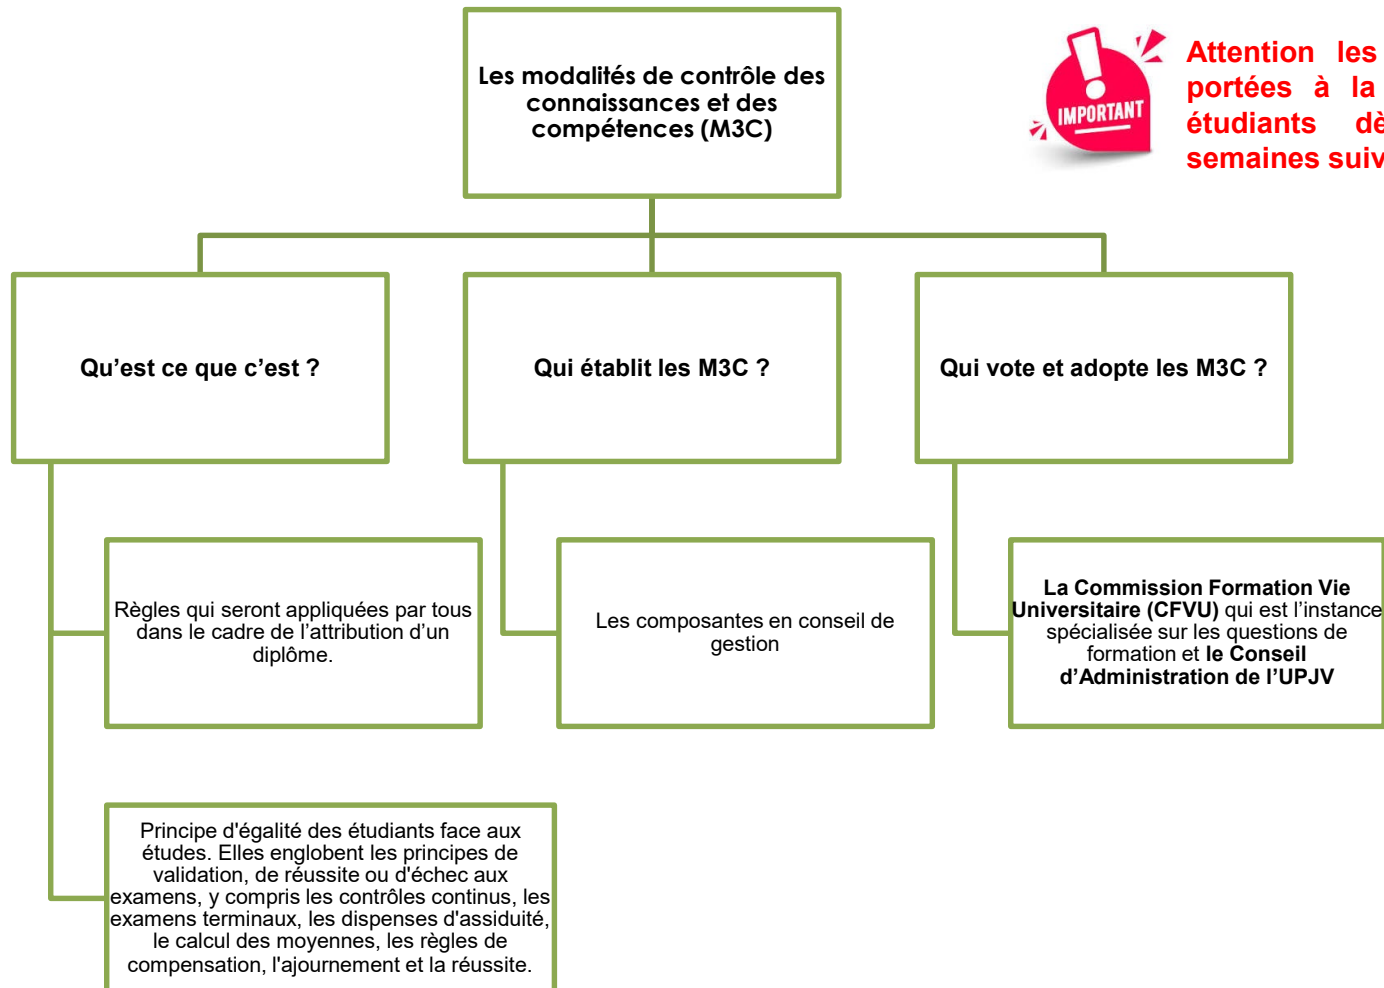 Les modalités de contrôle des
connaissances et des
compétences (M3C)
IMPORTANT
Attention les
portées à la
étudiants dè
semaines suiv
Qu’est ce que c’est ?
Qui établit les M3C ?
Qui vote et adopte les M3C ?
Règles qui seront appliquées par tous
dans le cadre de l’attribution d’un
diplôme.
Les composantes en conseil de
gestion
La Commission Formation Vie
Universitaire (CFVU) qui est l’instance
spécialisée sur les questions de
formation et le Conseil
d’Administration de l’UPJV
Principe d'égalité des étudiants face aux
études. Elles englobent les principes de
validation, de réussite ou d'échec aux
examens, y compris les contrôles continus, les
examens terminaux, les dispenses d'assiduité,
le calcul des moyennes, les règles de
compensation, l'ajournement et la réussite.